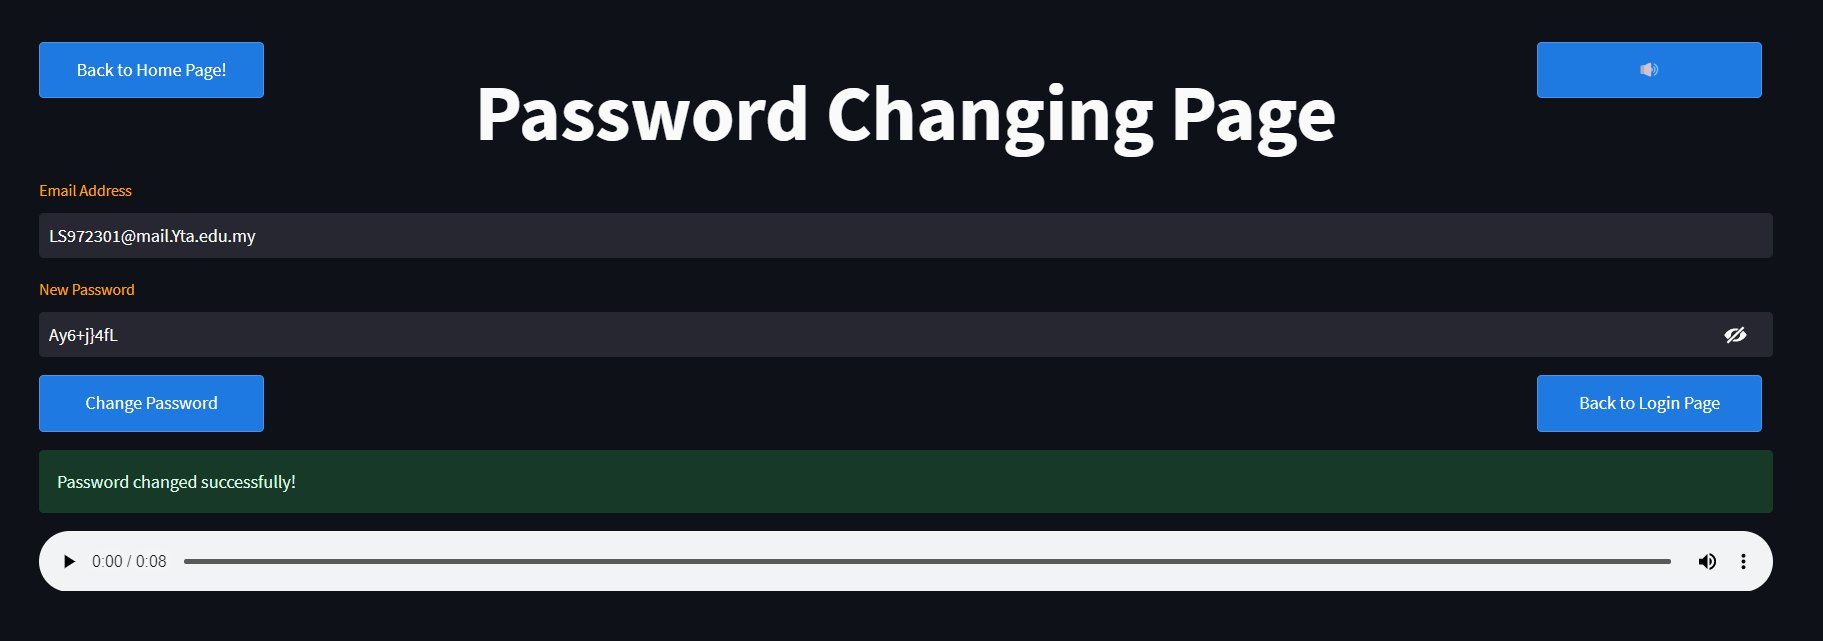 Back to Home Page!
Password Changing Page
Email Address
LS972301@mail.Yta.edu.my
New Password
Ay6+j}4fL
Change Password
Back to Login Page
Password changed successfully!
0:00 / 0:08